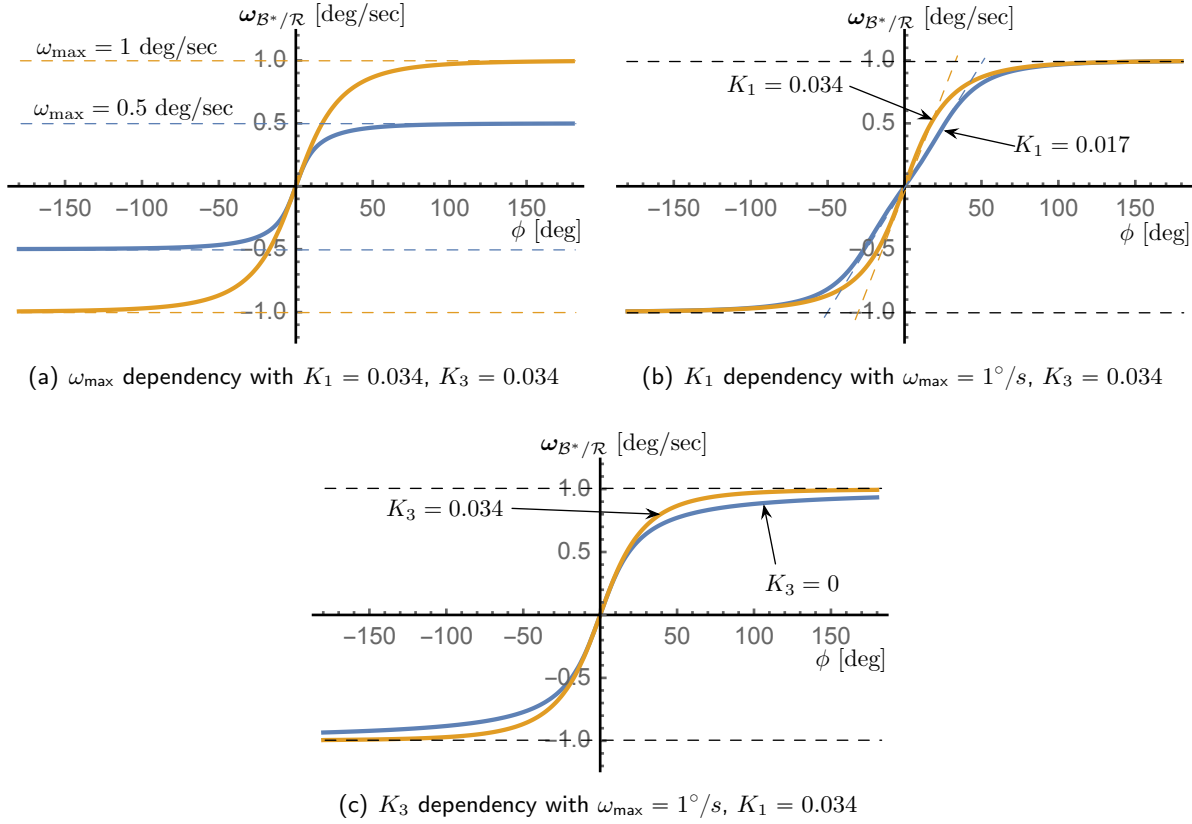 ω_{B*/R} [deg/sec]
ω_max = 1 deg/sec
1.0
ω_max = 0.5 deg/sec
0.5
−150 −100 −50 50 100 150
ϕ [deg]
−0.5
−1.0
(a) ω_max dependency with K_1 = 0.034, K_3 = 0.034
ω_{B*/R} [deg/sec]
1.0
K_1 = 0.034
0.5
K_1 = 0.017
−150 −100 −50 50 100 150
ϕ [deg]
−0.5
−1.0
(b) K_1 dependency with ω_max = 1°/s, K_3 = 0.034
ω_{B*/R} [deg/sec]
1.0
K_3 = 0.034
0.5
K_3 = 0
−150 −100 −50 50 100 150
ϕ [deg]
−0.5
−1.0
(c) K_3 dependency with ω_max = 1°/s, K_1 = 0.034